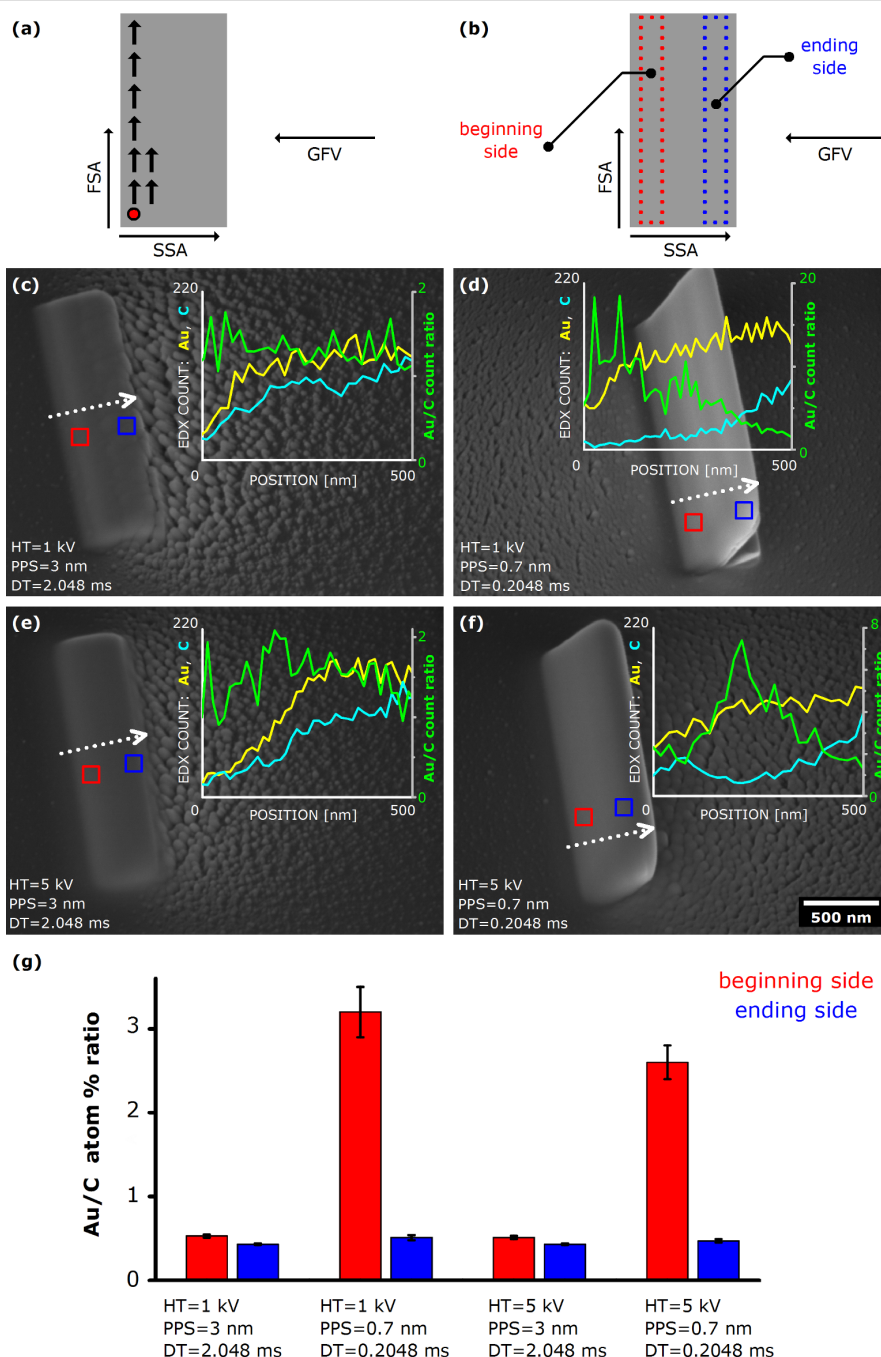 (a)
FSA
SSA
GFV
(b)
beginning
side
ending
side
FSA
SSA
GFV
(c)
220
2
EDX COUNT: Au, C
Au/C count ratio
0
0
POSITION [nm]
500
HT=1 kV
PPS=3 nm
DT=2.048 ms
(d)
220
20
EDX COUNT: Au, C
Au/C count ratio
0
0
POSITION [nm]
500
HT=1 kV
PPS=0.7 nm
DT=0.2048 ms
(e)
220
2
EDX COUNT: Au, C
Au/C count ratio
0
0
POSITION [nm]
500
HT=5 kV
PPS=3 nm
DT=2.048 ms
(f)
220
8
EDX COUNT: Au, C
Au/C count ratio
0
0
POSITION [nm]
500
HT=5 kV
PPS=0.7 nm
DT=0.2048 ms
500 nm
(g)
beginning side
ending side
Au/C atom % ratio
3
2
1
0
HT=1 kV HT=1 kV HT=5 kV HT=5 kV
PPS=3 nm PPS=0.7 nm PPS=3 nm PPS=0.7 nm
DT=2.048 ms DT=0.2048 ms DT=2.048 ms DT=0.2048 ms